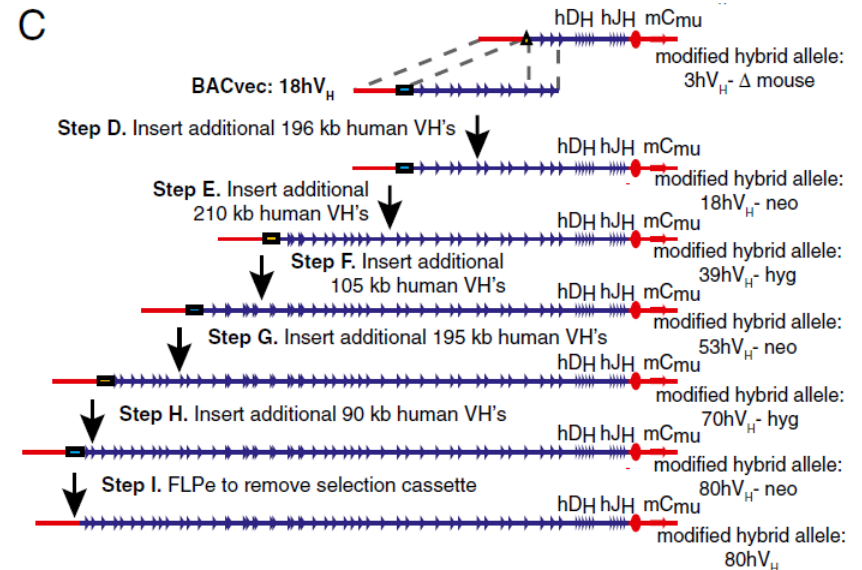 C
hDH hJH mCmu
modified hybrid allele:
3hVH- Δ mouse
BACvec: 18hVH
Step D. Insert additional 196 kb human VH's
hDH hJH mCmu
modified hybrid allele:
18hVH- neo
Step E. Insert additional
210 kb human VH's
hDH hJH mCmu
modified hybrid allele:
39hVH- hyg
Step F. Insert additional
105 kb human VH's
hDH hJH mCmu
modified hybrid allele:
53hVH- neo
Step G. Insert additional 195 kb human VH's
hDH hJH mCmu
modified hybrid allele:
70hVH- hyg
Step H. Insert additional 90 kb human VH's
hDH hJH mCmu
modified hybrid allele:
80hVH- neo
Step I. FLPe to remove selection cassette
hDH hJH mCmu
modified hybrid allele:
80hVH